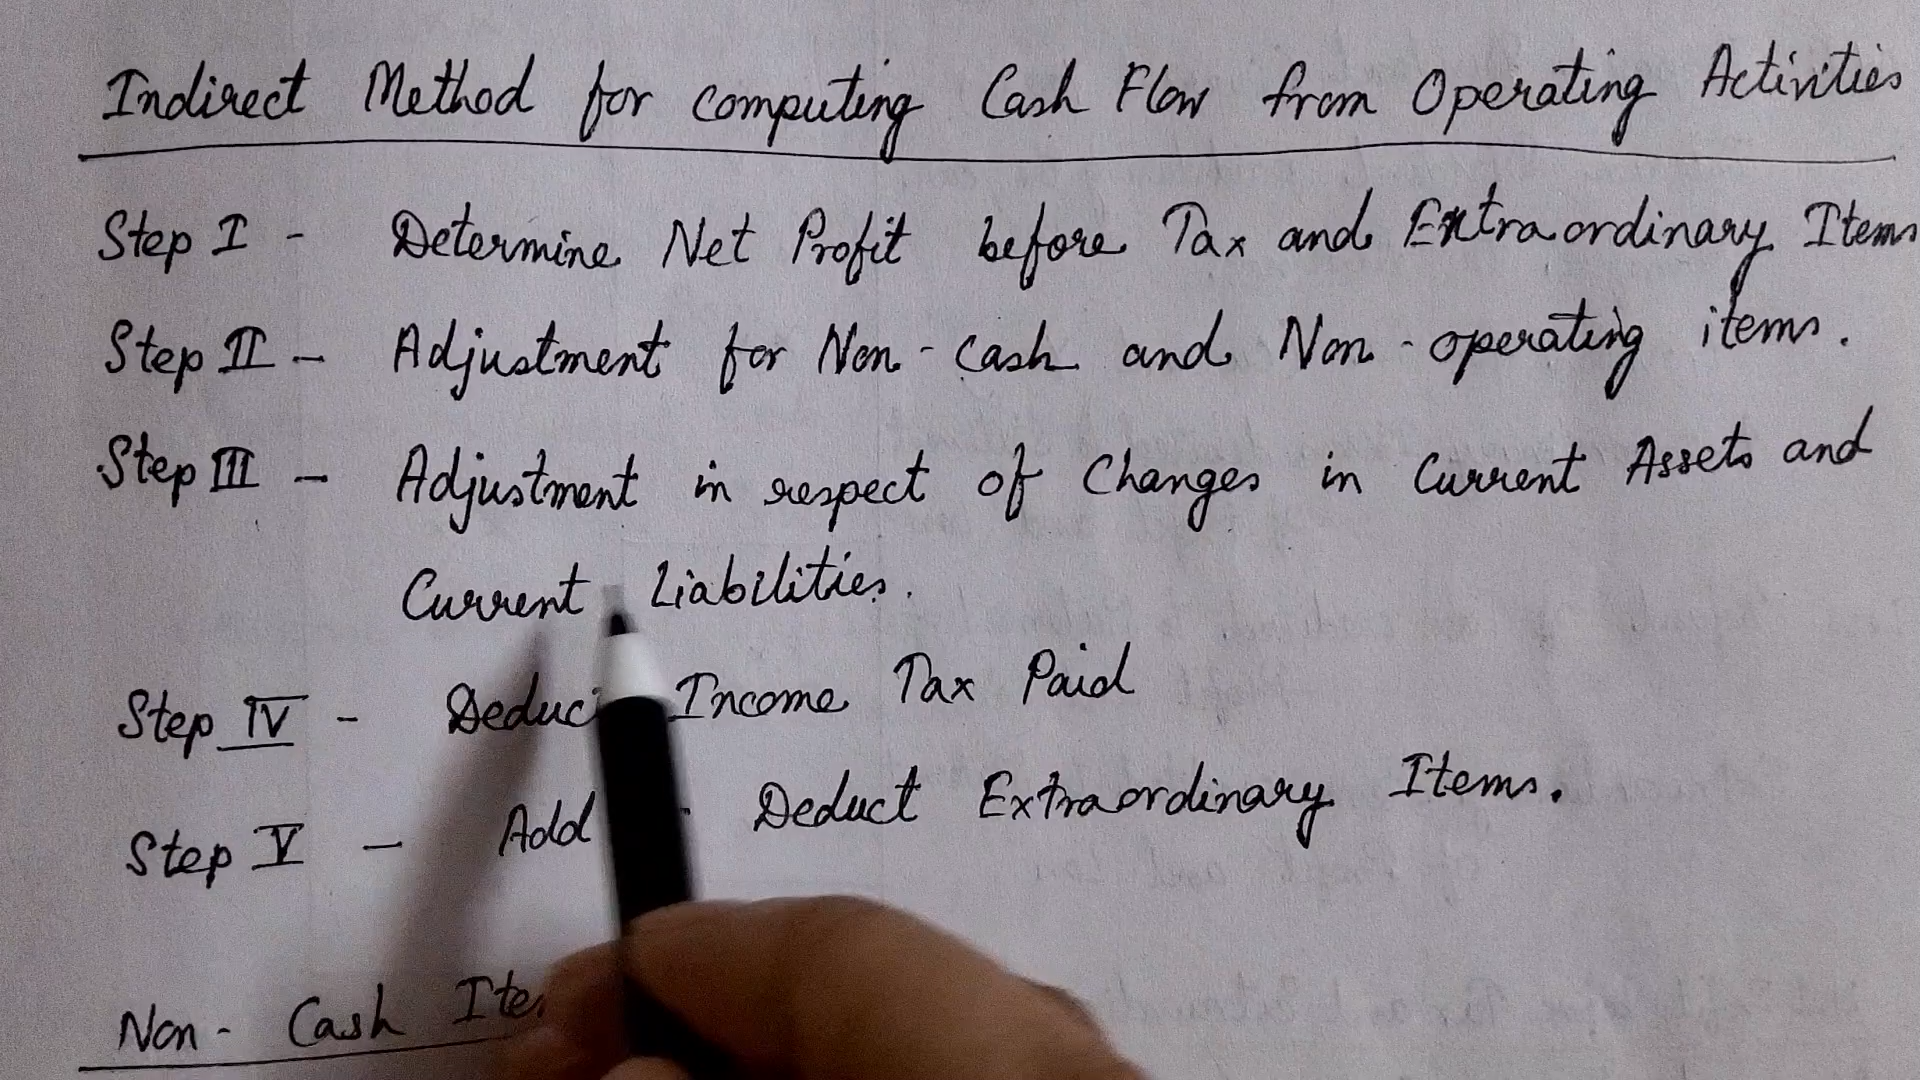 Indirect Method for computing Cash Flow from Operating Activities
Step I - Determine Net Profit before Tax and Extraordinary Items
Step II - Adjustment for Non-cash and Non-operating items.
Step III - Adjustment in respect of Changes in Current Assets and
Current Liabilities.
Step IV - Deduct Income Tax Paid
Step V - Add Deduct Extraordinary Items.
Non-Cash